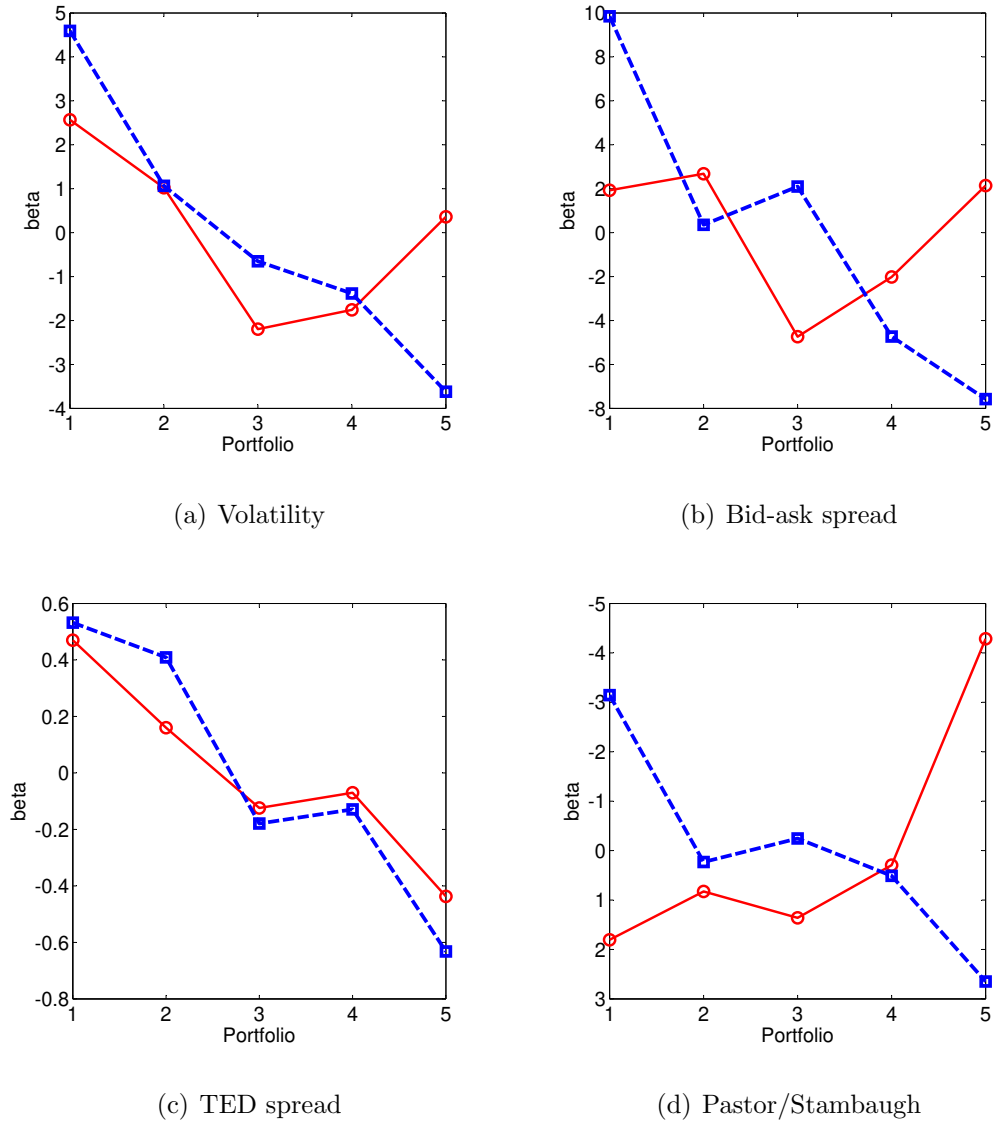 5
4
3
2
1
0
-1
-2
-3
-4
beta
1 2 3 4 5
Portfolio
(a) Volatility
10
8
6
4
2
0
-2
-4
-6
-8
beta
1 2 3 4 5
Portfolio
(b) Bid-ask spread
0.6
0.4
0.2
0
-0.2
-0.4
-0.6
-0.8
beta
1 2 3 4 5
Portfolio
(c) TED spread
-5
-4
-3
-2
-1
0
1
2
3
beta
1 2 3 4 5
Portfolio
(d) Pastor/Stambaugh